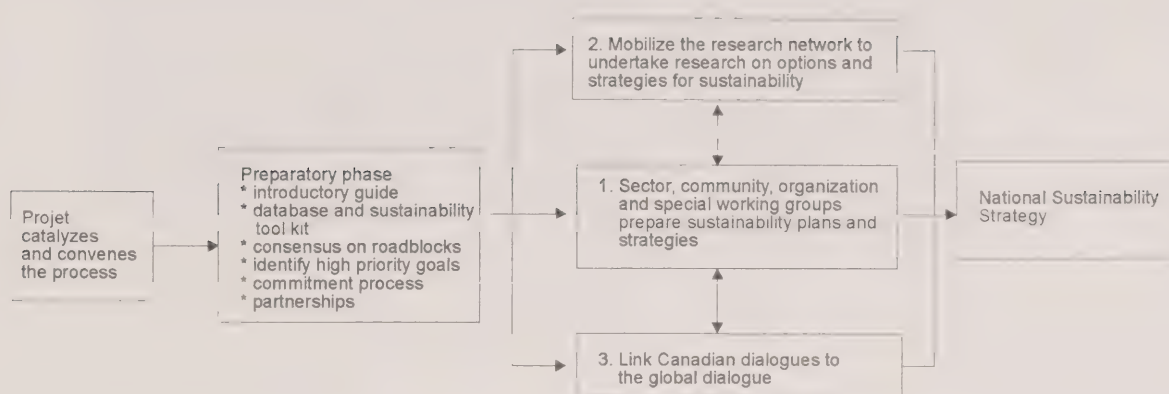 Projet
catalyzes
and convenes
the process
Preparatory phase
* introductory guide
* database and sustainability
tool kit
* consensus on roadblocks
* identify high priority goals
* commitment process
* partnerships
2. Mobilize the research network to
undertake research on options and
strategies for sustainability
1. Sector, community, organization
and special working groups
prepare sustainability plans and
strategies
3. Link Canadian dialogues to
the global dialogue
National Sustainability
Strategy